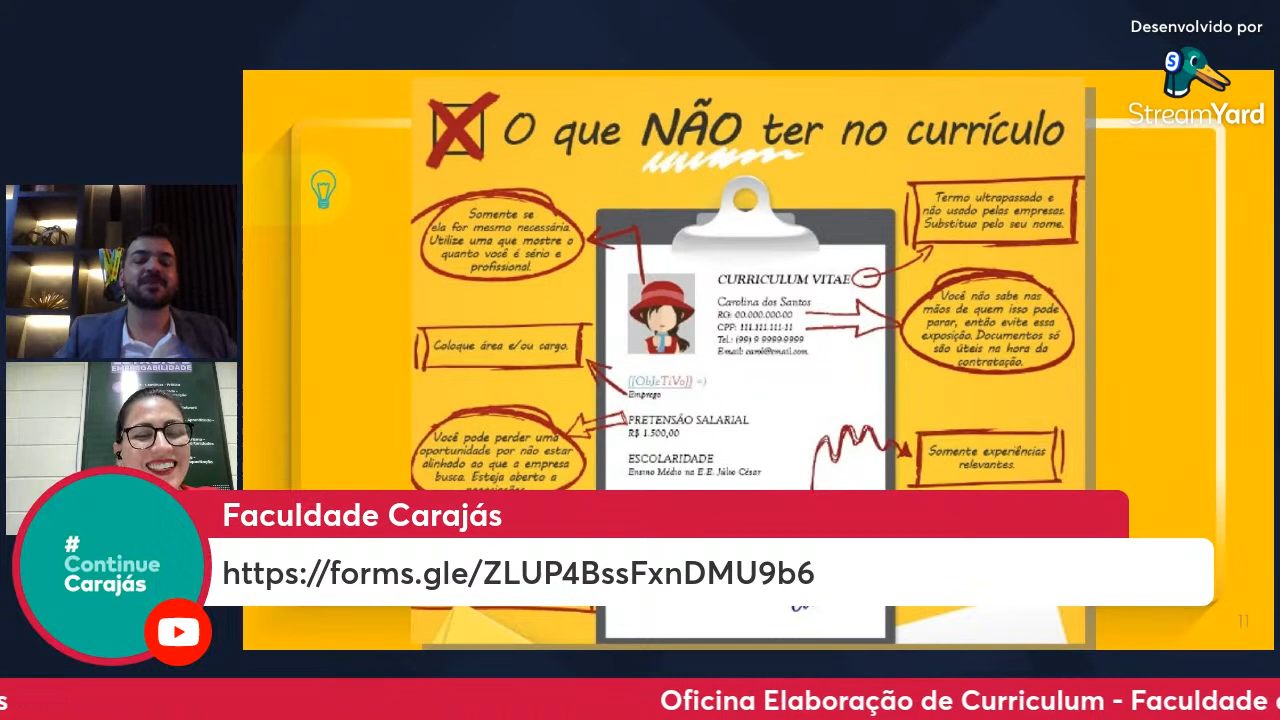 Desenvolvido por
StreamYard
O que NÃO ter no currículo
Somente se
ela for mesmo necessária.
Utilize uma que mostre o
quanto você é sério e
profissional.
Termo ultrapassado e
não usado pelas empresas.
Substitua pelo seu nome.
CURRICULUM VITAE
Carolina dos Santos
RG: 00.000.000-00
CPF: 111.111.111-11
Tel.: (99) 9 9999-9999
E-mail: carol@email.com
Você não sabe nas
mãos de quem isso pode
parar, então evite essa
exposição. Documentos só
são úteis na hora da
contratação.
Coloque área e/ou cargo.
{{ObJeTiVo}} =)
Emprego
PRETENSÃO SALARIAL
R$ 1.500,00
Você pode perder uma
oportunidade por não estar
alinhado ao que a empresa
busca. Esteja aberto a
ESCOLARIDADE
Ensino Médio na E.E. Júlio César
Somente experiências
relevantes.
EMPREGABILIDADE
Faculdade Carajás
https://forms.gle/ZLUP4BssFxnDMU9b6
#
Continue
Carajás
11
s
Oficina Elaboração de Curriculum - Faculdade